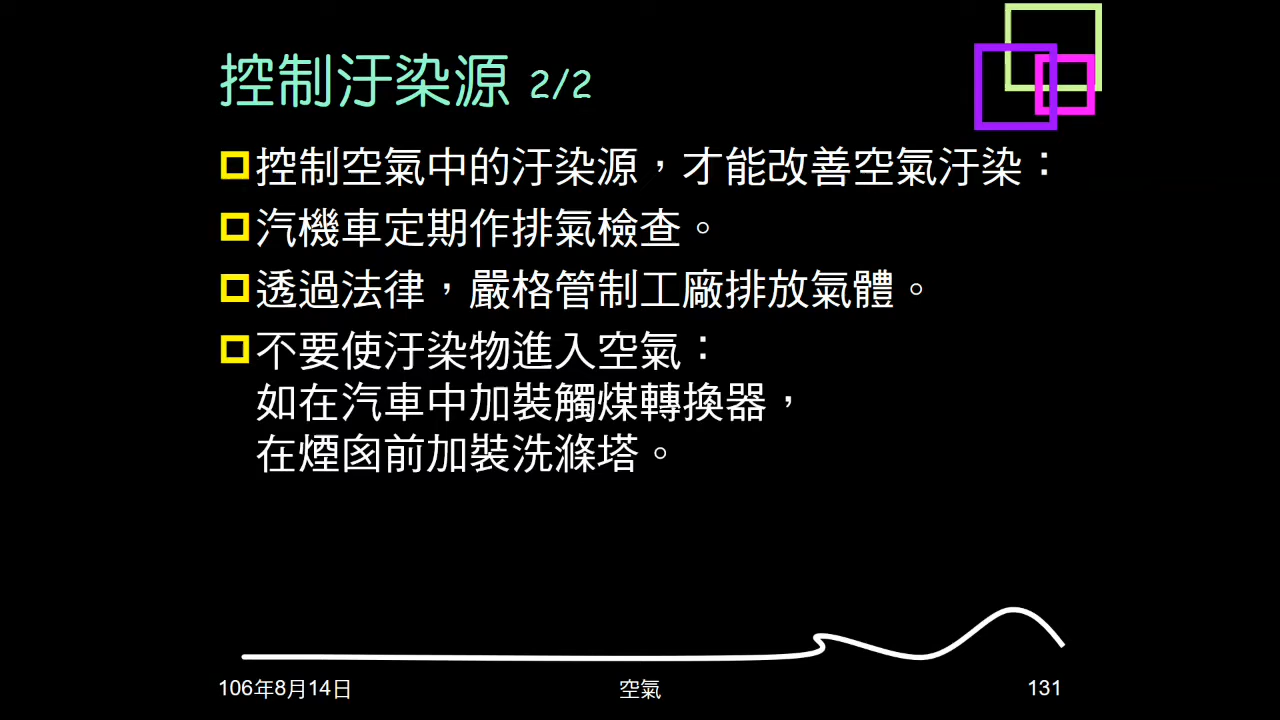 控制汙染源 2/2
控制空氣中的汙染源，才能改善空氣汙染：
汽機車定期作排氣檢查。
透過法律，嚴格管制工廠排放氣體。
不要使汙染物進入空氣：
如在汽車中加裝觸煤轉換器，
在煙囪前加裝洗滌塔。
106年8月14日 空氣 131